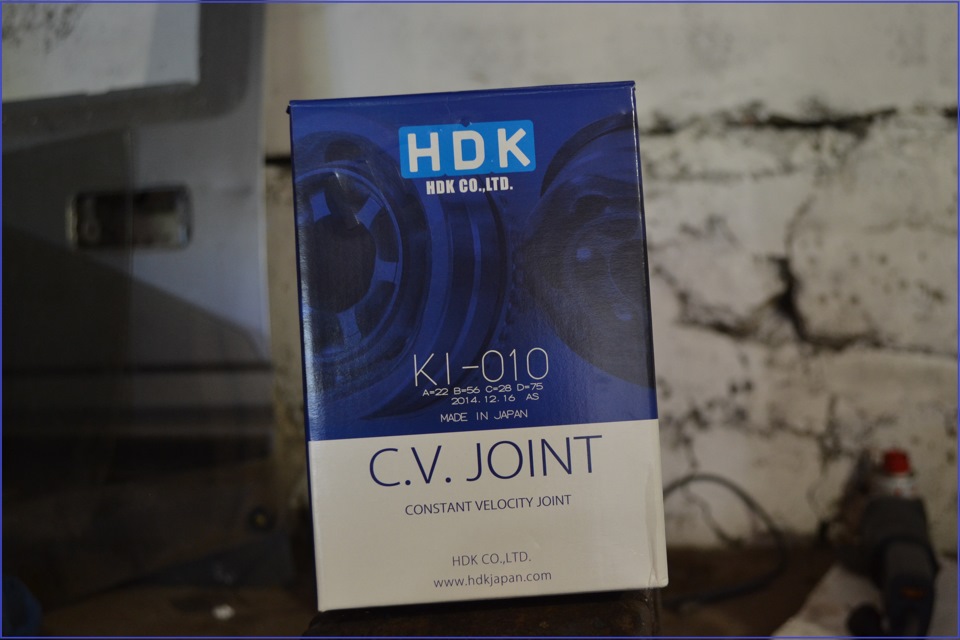 HDK
HDK CO.,LTD.
KI-010
A=22 B=56 C=28 D=75
2014.12.16 AS
MADE IN JAPAN
C.V. JOINT
CONSTANT VELOCITY JOINT
HDK CO.,LTD.
www.hdkjapan.com